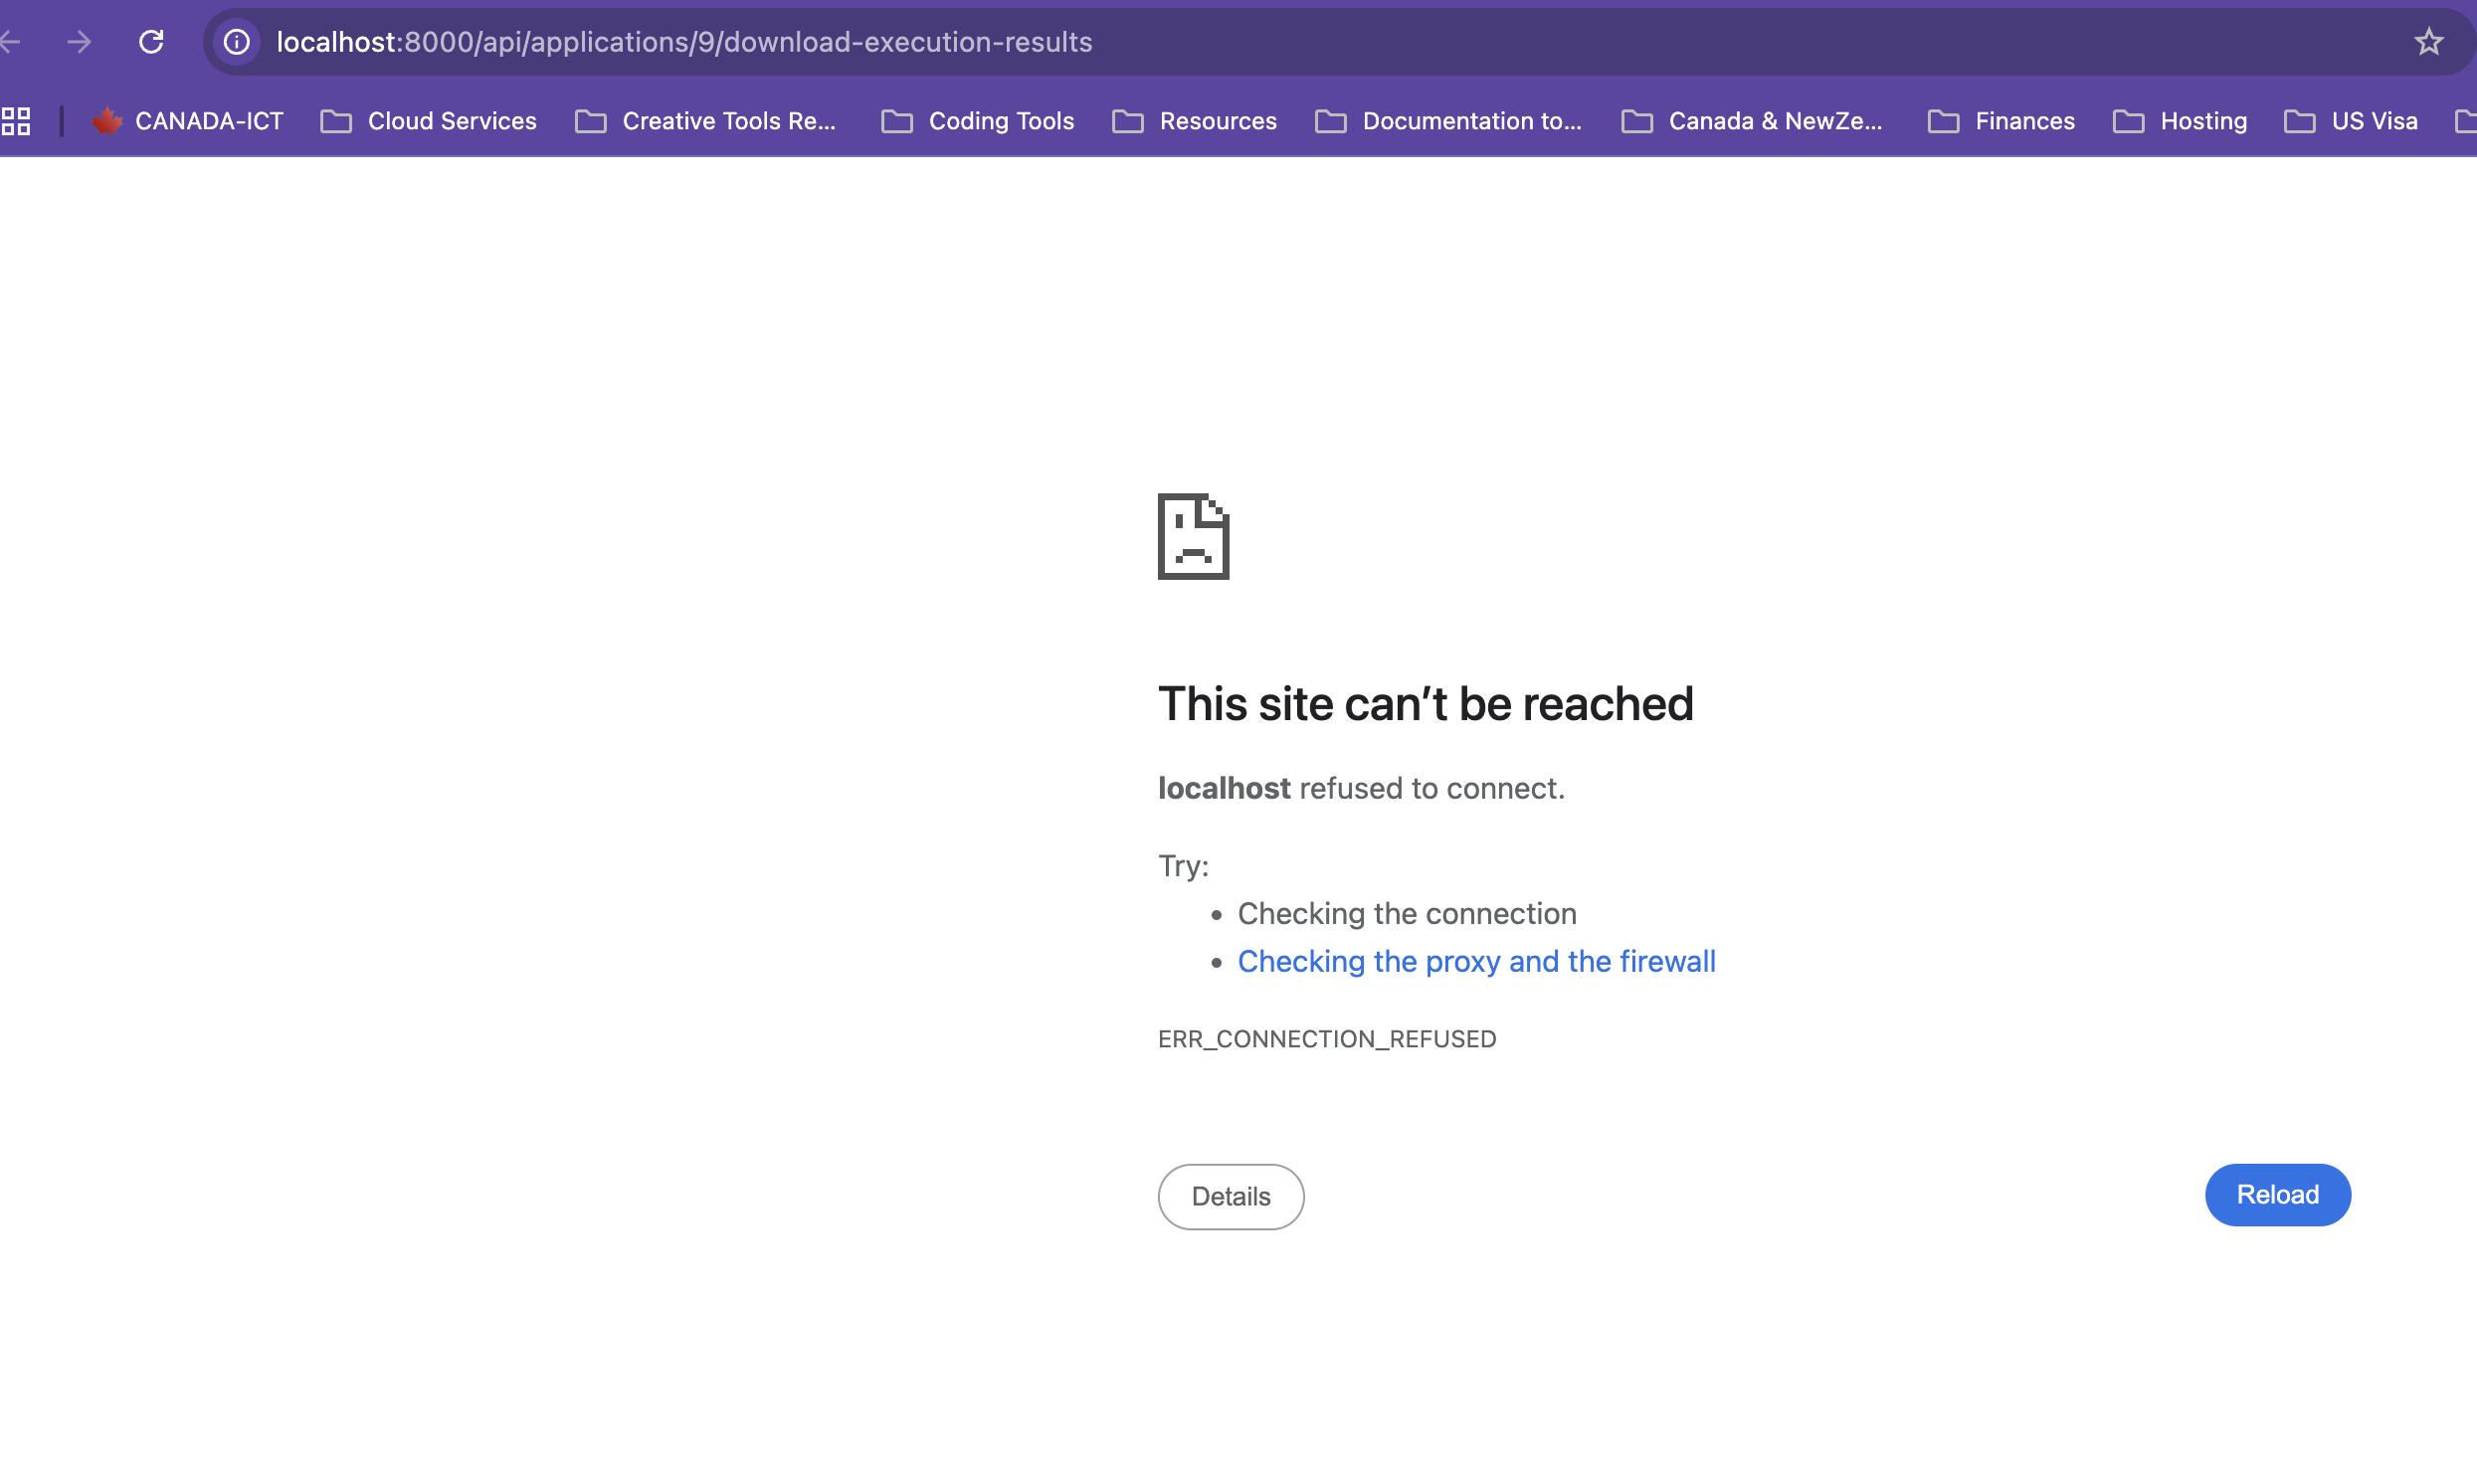 localhost:8000/api/applications/9/download-execution-results
CANADA-ICT Cloud Services Creative Tools Re... Coding Tools Resources Documentation to... Canada & NewZe... Finances Hosting US Visa
This site can’t be reached
localhost refused to connect.
Try:
• Checking the connection
• Checking the proxy and the firewall
ERR_CONNECTION_REFUSED
Details Reload